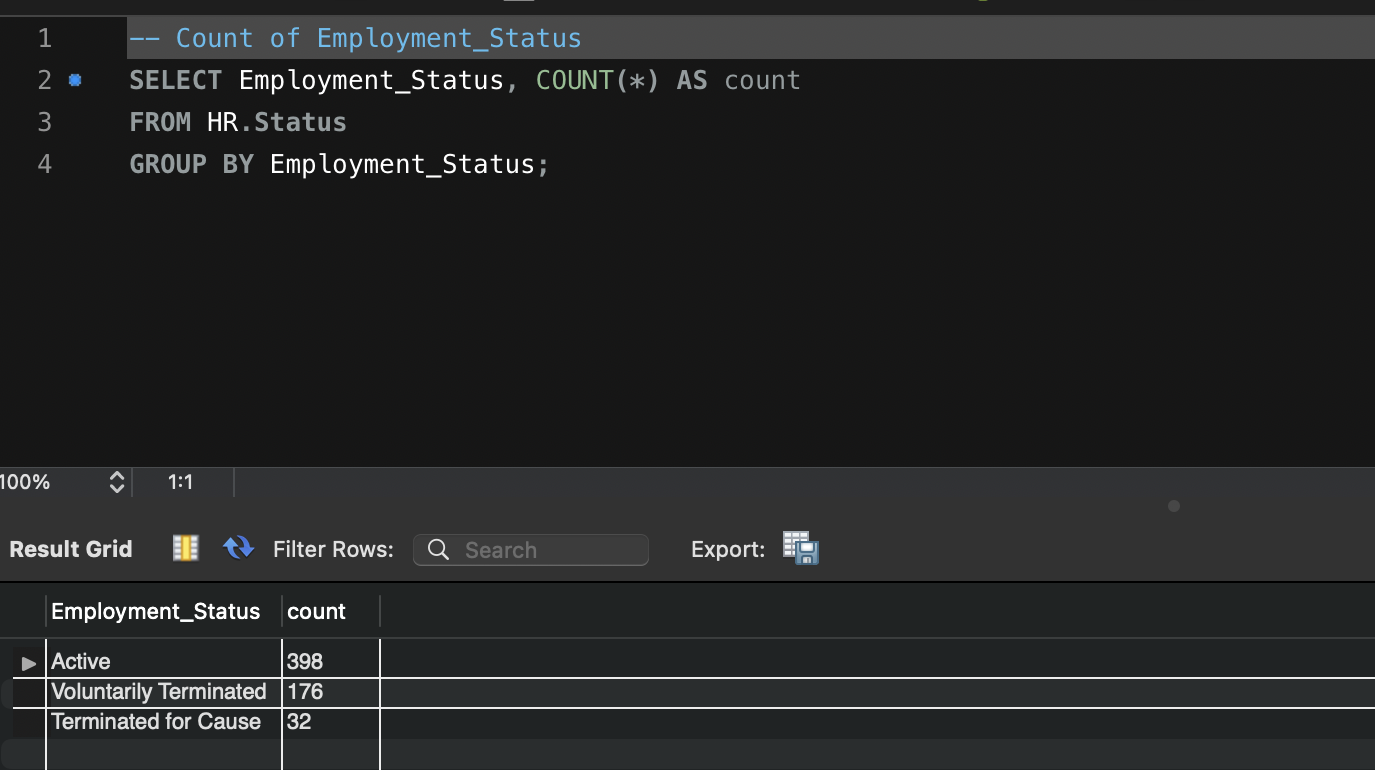 1 -- Count of Employment_Status
2 SELECT Employment_Status, COUNT(*) AS count
3 FROM HR.Status
4 GROUP BY Employment_Status;
100% 1:1
Result Grid Filter Rows: Search Export:
Employment_Status count
Active 398
Voluntarily Terminated 176
Terminated for Cause 32